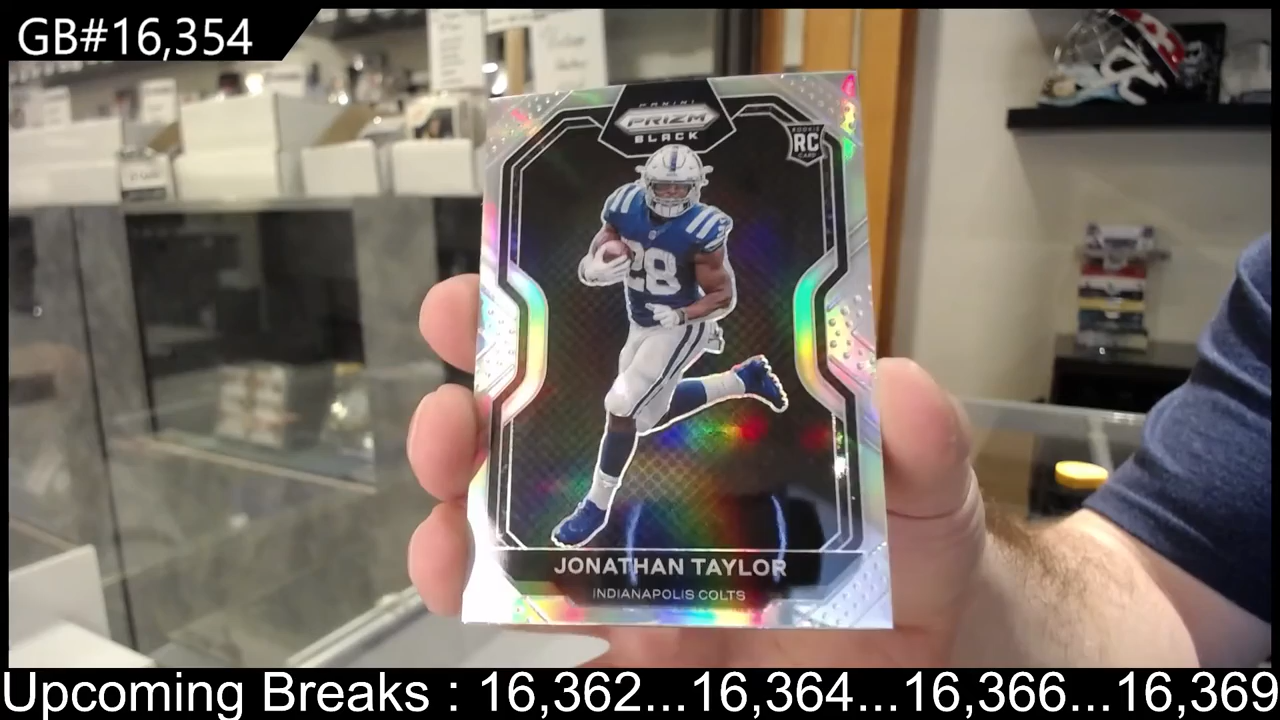 GB#16,354
PANINI
PRIZM
BLACK
ROOKIE
RC
CARD
28
JONATHAN TAYLOR
INDIANAPOLIS COLTS
Upcoming Breaks : 16,362...16,364...16,366...16,369